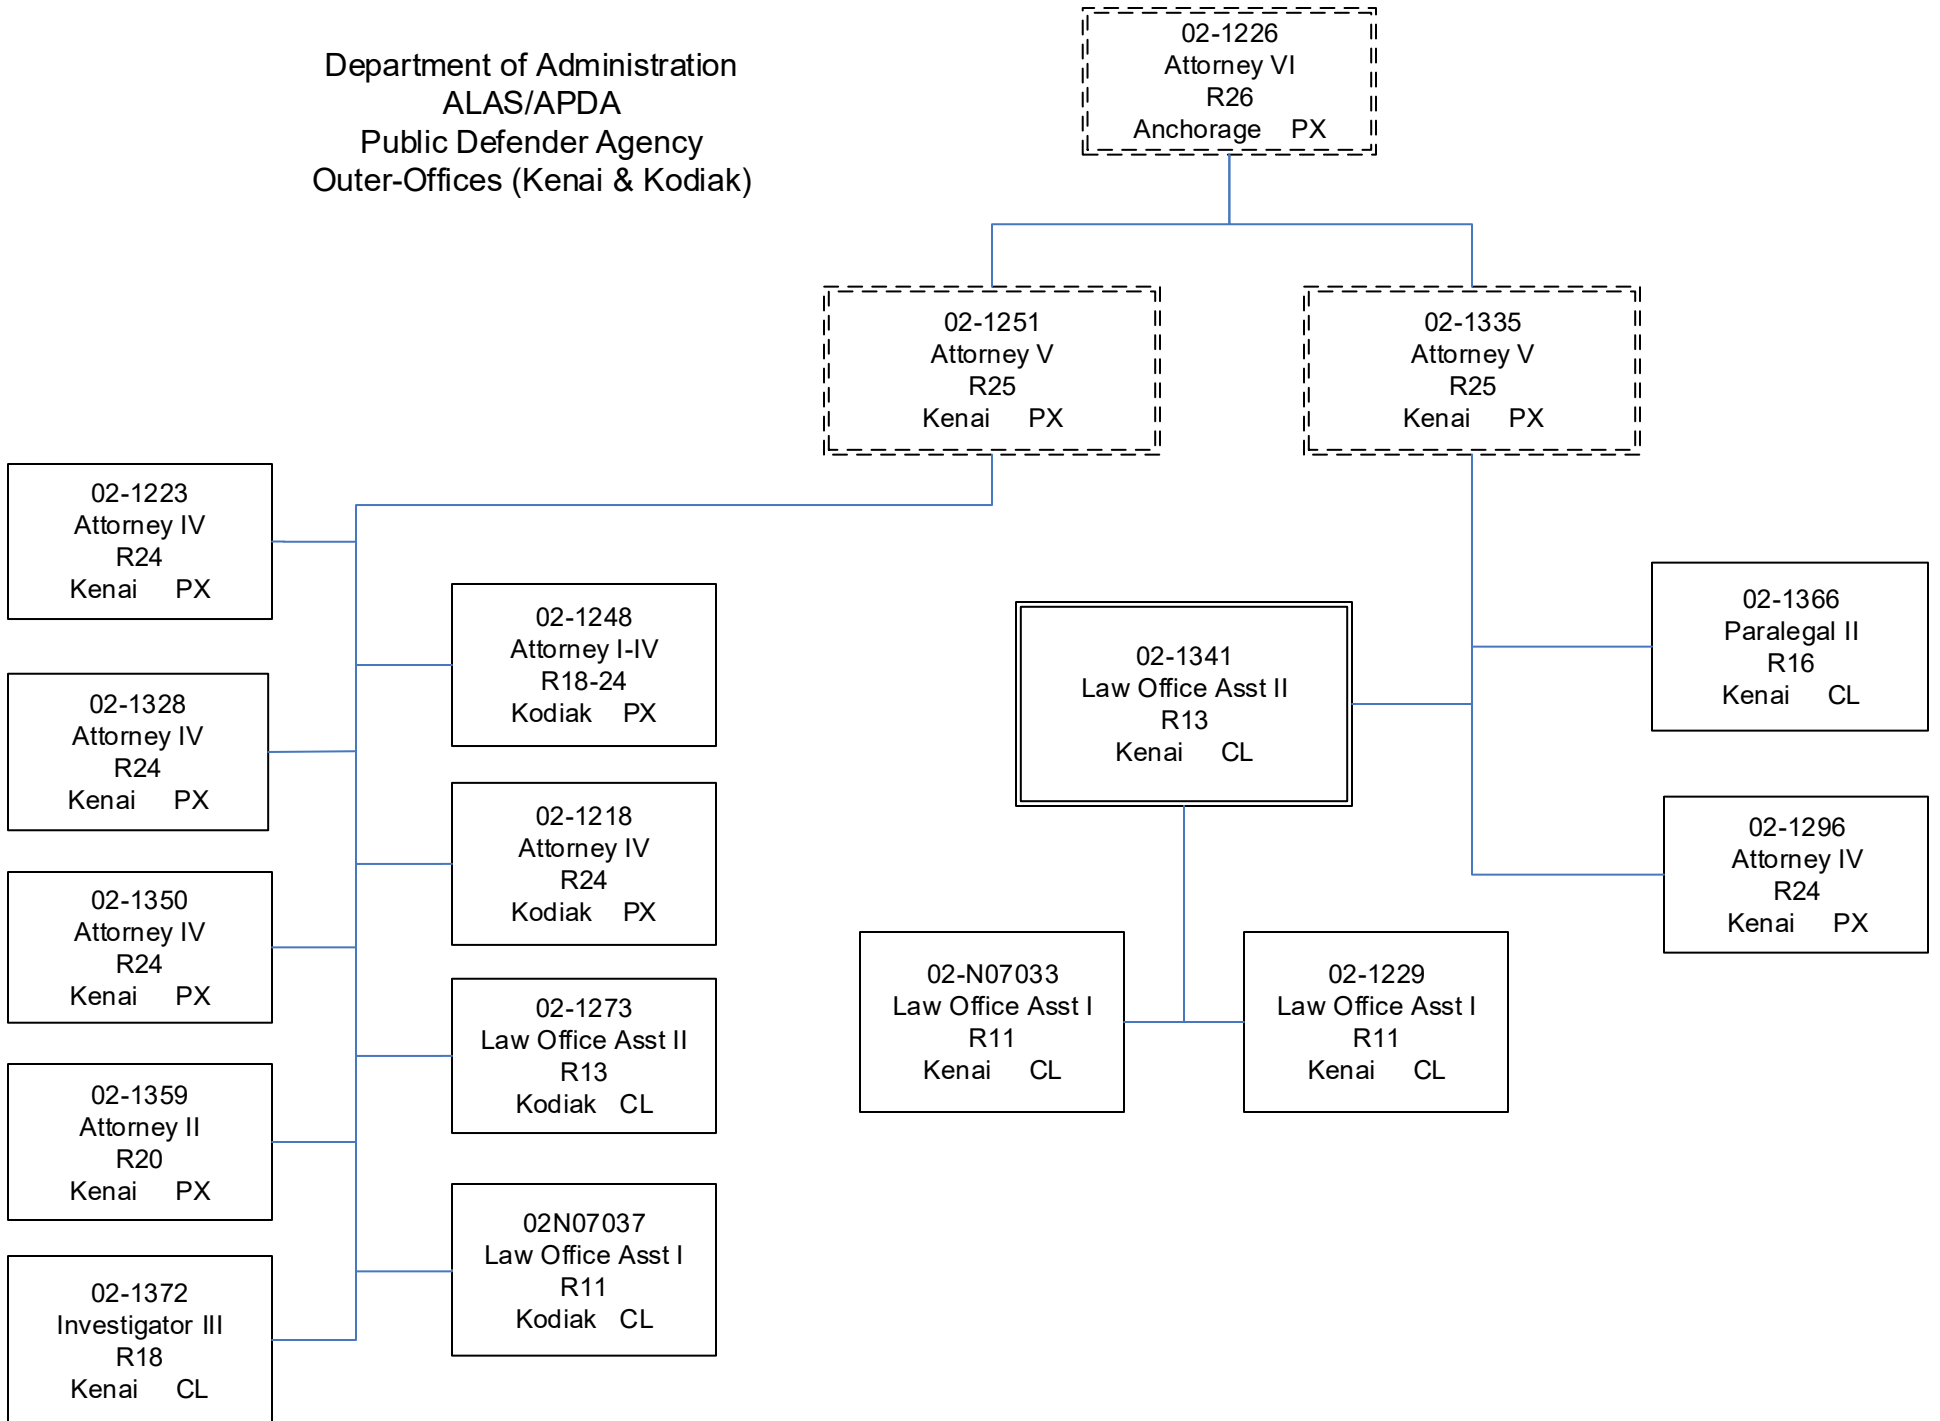 Department of Administration
ALAS/APDA
Public Defender Agency
Outer-Offices (Kenai & Kodiak)
02-1226
Attorney VI
R26
Anchorage PX
02-1251
Attorney V
R25
Kenai PX
02-1335
Attorney V
R25
Kenai PX
02-1223
Attorney IV
R24
Kenai PX
02-1328
Attorney IV
R24
Kenai PX
02-1350
Attorney IV
R24
Kenai PX
02-1359
Attorney II
R20
Kenai PX
02-1372
Investigator III
R18
Kenai CL
02-1248
Attorney I-IV
R18-24
Kodiak PX
02-1218
Attorney IV
R24
Kodiak PX
02-1273
Law Office Asst II
R13
Kodiak CL
02N07037
Law Office Asst I
R11
Kodiak CL
02-1341
Law Office Asst II
R13
Kenai CL
02-N07033
Law Office Asst I
R11
Kenai CL
02-1229
Law Office Asst I
R11
Kenai CL
02-1366
Paralegal II
R16
Kenai CL
02-1296
Attorney IV
R24
Kenai PX